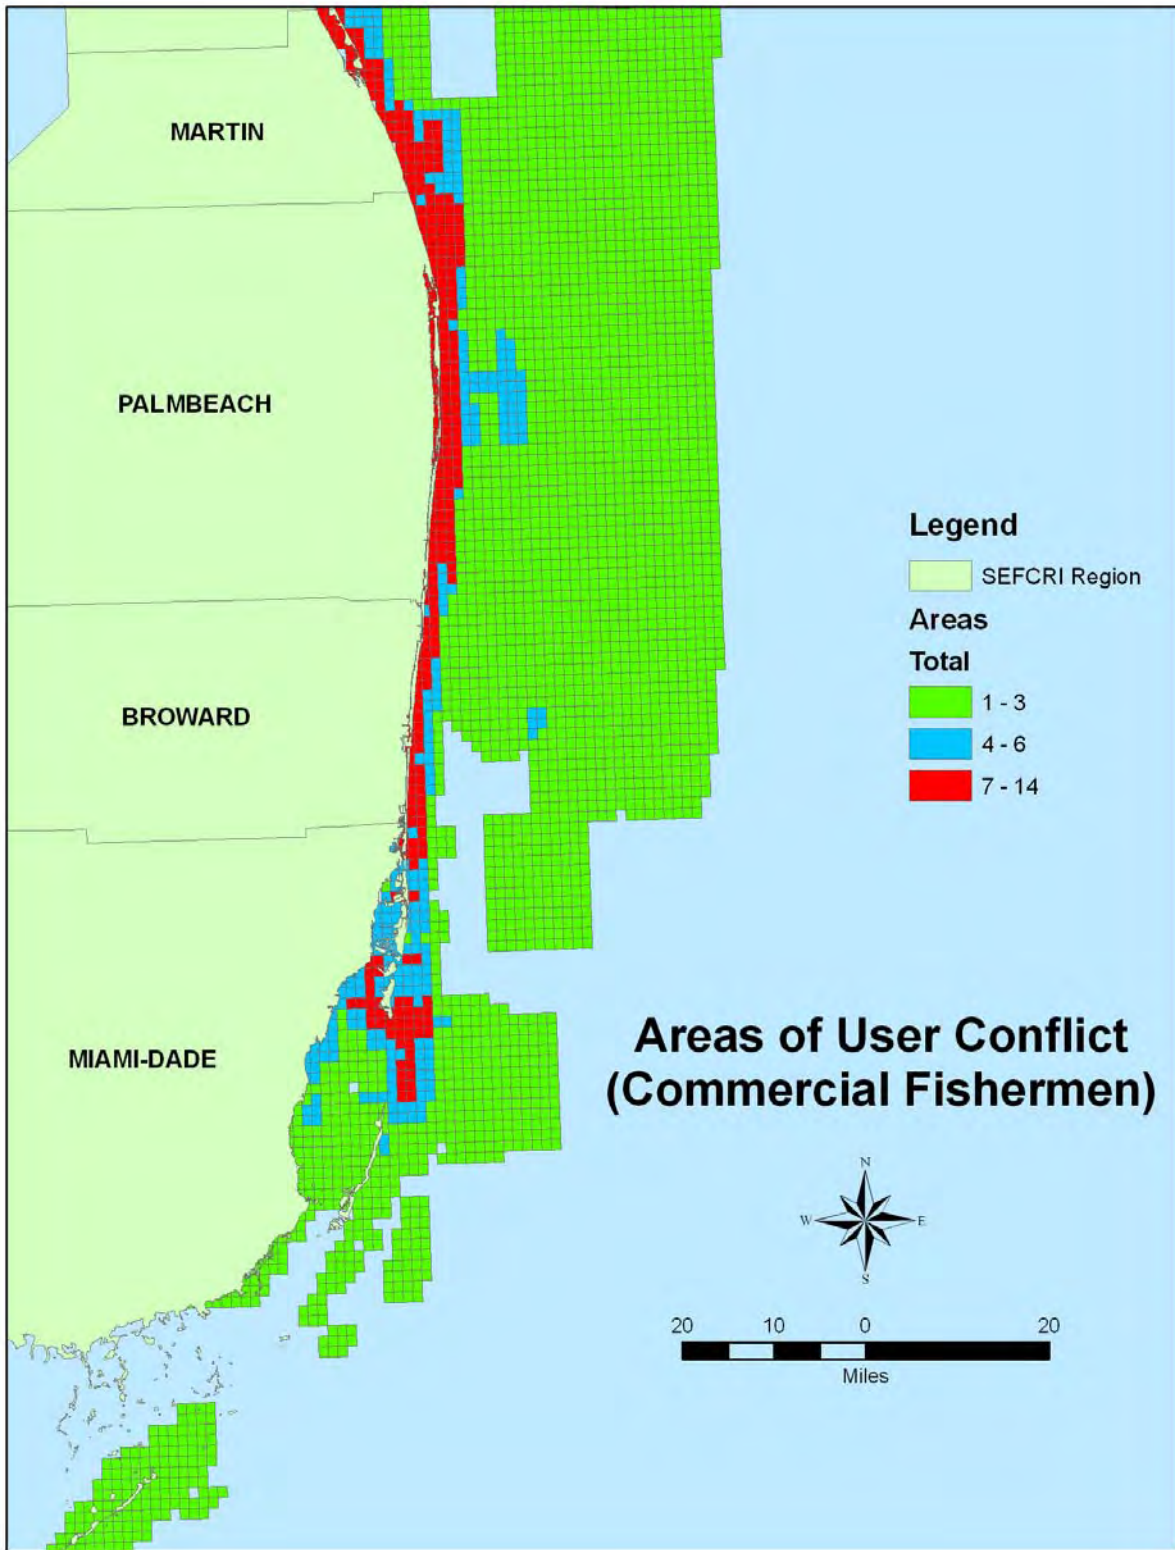 MARTIN
PALMBEACH
BROWARD
MIAMI-DADE
Legend
SEFCRI Region
Areas
Total
1 - 3
4 - 6
7 - 14
Areas of User Conflict
(Commercial Fishermen)
N
W E
S
20 10 0 20
Miles